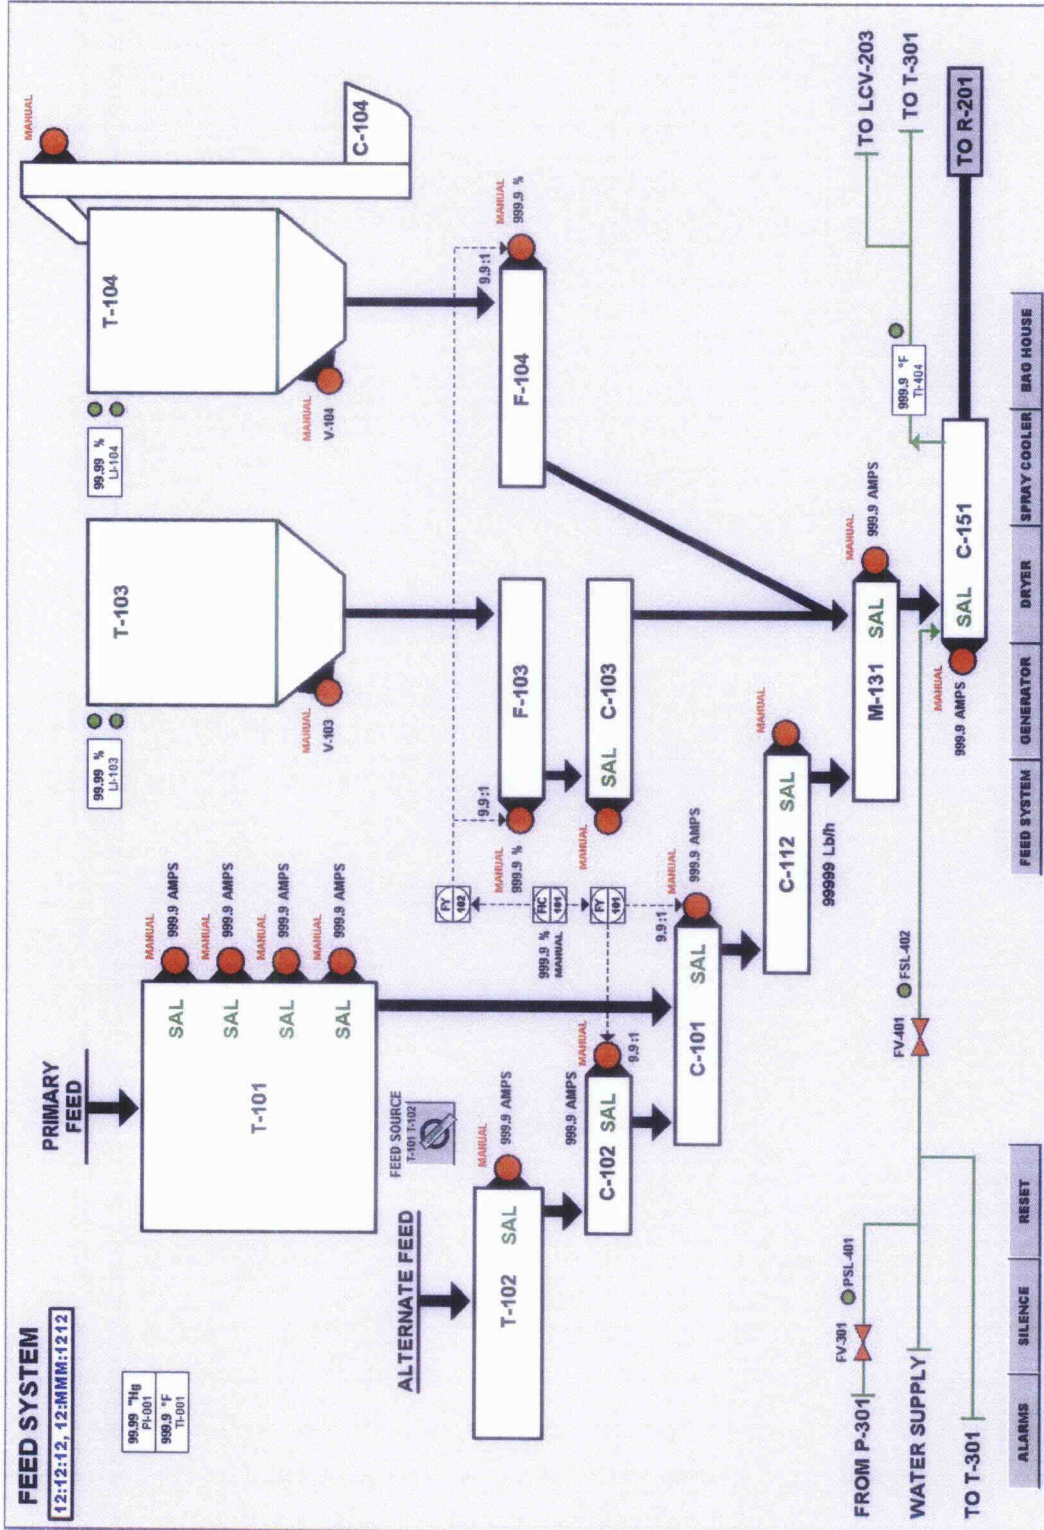 FEED SYSTEM
12:12:12, 12:MMM:1212
99.99 "Hg
PI-001
999.9 °F
TI-001
PRIMARY
FEED
T-101
SAL
SAL
SAL
SAL
MANUAL
999.9 AMPS
MANUAL
999.9 AMPS
MANUAL
999.9 AMPS
MANUAL
999.9 AMPS
99.99 %
LI-103
T-103
MANUAL
V-103
99.99 %
LI-104
T-104
MANUAL
V-104
MANUAL
C-104
FEED SOURCE
T-101 T-102
ALTERNATE FEED
T-102
SAL
MANUAL
999.9 AMPS
FY
102
999.9 %
MANUAL
FIC
101
FY
101
9.9:1
MANUAL
999.9 %
F-103
F-104
9.9:1
MANUAL
999.9 %
MANUAL
SAL
C-103
999.9 AMPS
C-102
SAL
MANUAL
9.9:1
C-101
SAL
9.9:1
MANUAL
999.9 AMPS
C-112
SAL
MANUAL
99999 Lb/h
M-131
SAL
MANUAL
999.9 AMPS
MANUAL
999.9 AMPS
SAL
C-151
999.9 °F
TI-404
TO LCV-203
TO T-301
TO R-201
FV-301
PSL-401
FROM P-301
FV-401
FSL-402
WATER SUPPLY
TO T-301
ALARMS
SILENCE
RESET
FEED SYSTEM
GENERATOR
DRYER
SPRAY COOLER
BAG HOUSE